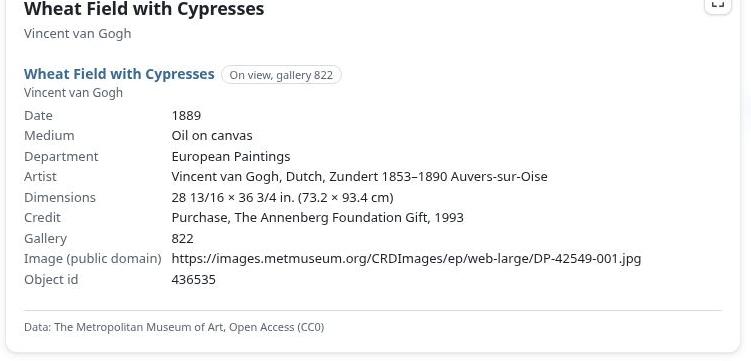 Wheat Field with Cypresses
Vincent van Gogh
Wheat Field with Cypresses On view, gallery 822
Vincent van Gogh
Date 1889
Medium Oil on canvas
Department European Paintings
Artist Vincent van Gogh, Dutch, Zundert 1853–1890 Auvers-sur-Oise
Dimensions 28 13/16 × 36 3/4 in. (73.2 × 93.4 cm)
Credit Purchase, The Annenberg Foundation Gift, 1993
Gallery 822
Image (public domain) https://images.metmuseum.org/CRDImages/ep/web-large/DP-42549-001.jpg
Object id 436535
Data: The Metropolitan Museum of Art, Open Access (CC0)